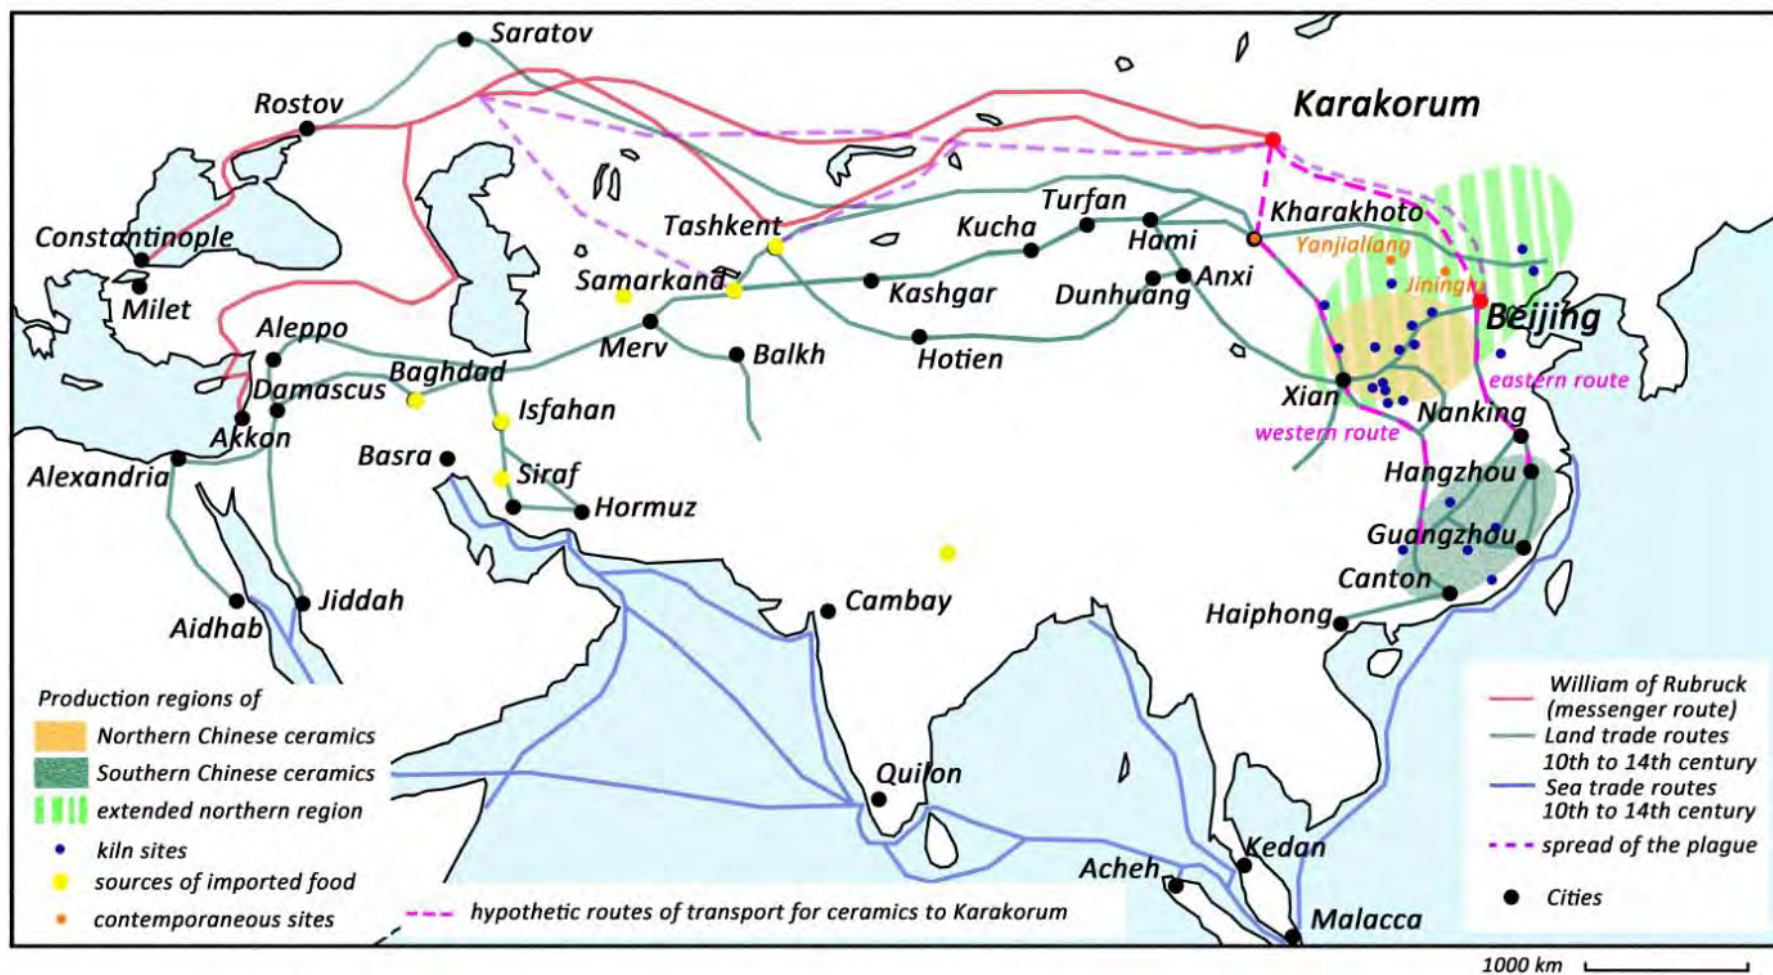 Saratov
Rostov
Karakorum
Constantinople
Milet
Tashkent
Samarkand
Kucha
Turfan
Hami
Kharakhoto
Yanjialiang
Jininglu
Anxi
Dunhuang
Kashgar
Beijing
Aleppo
Merv
Balkh
Hotien
Baghdad
Damascus
eastern route
Xian
Isfahan
Nanking
western route
Akkon
Basra
Alexandria
Siraf
Hangzhou
Hormuz
Guangzhou
Canton
Cambay
Haiphong
Jiddah
Aidhab
Quilon
Kedan
Acheh
Malacca
Production regions of
Northern Chinese ceramics
Southern Chinese ceramics
extended northern region
kiln sites
sources of imported food
contemporaneous sites
hypothetic routes of transport for ceramics to Karakorum
William of Rubruck
(messenger route)
Land trade routes
10th to 14th century
Sea trade routes
10th to 14th century
spread of the plague
Cities
1000 km